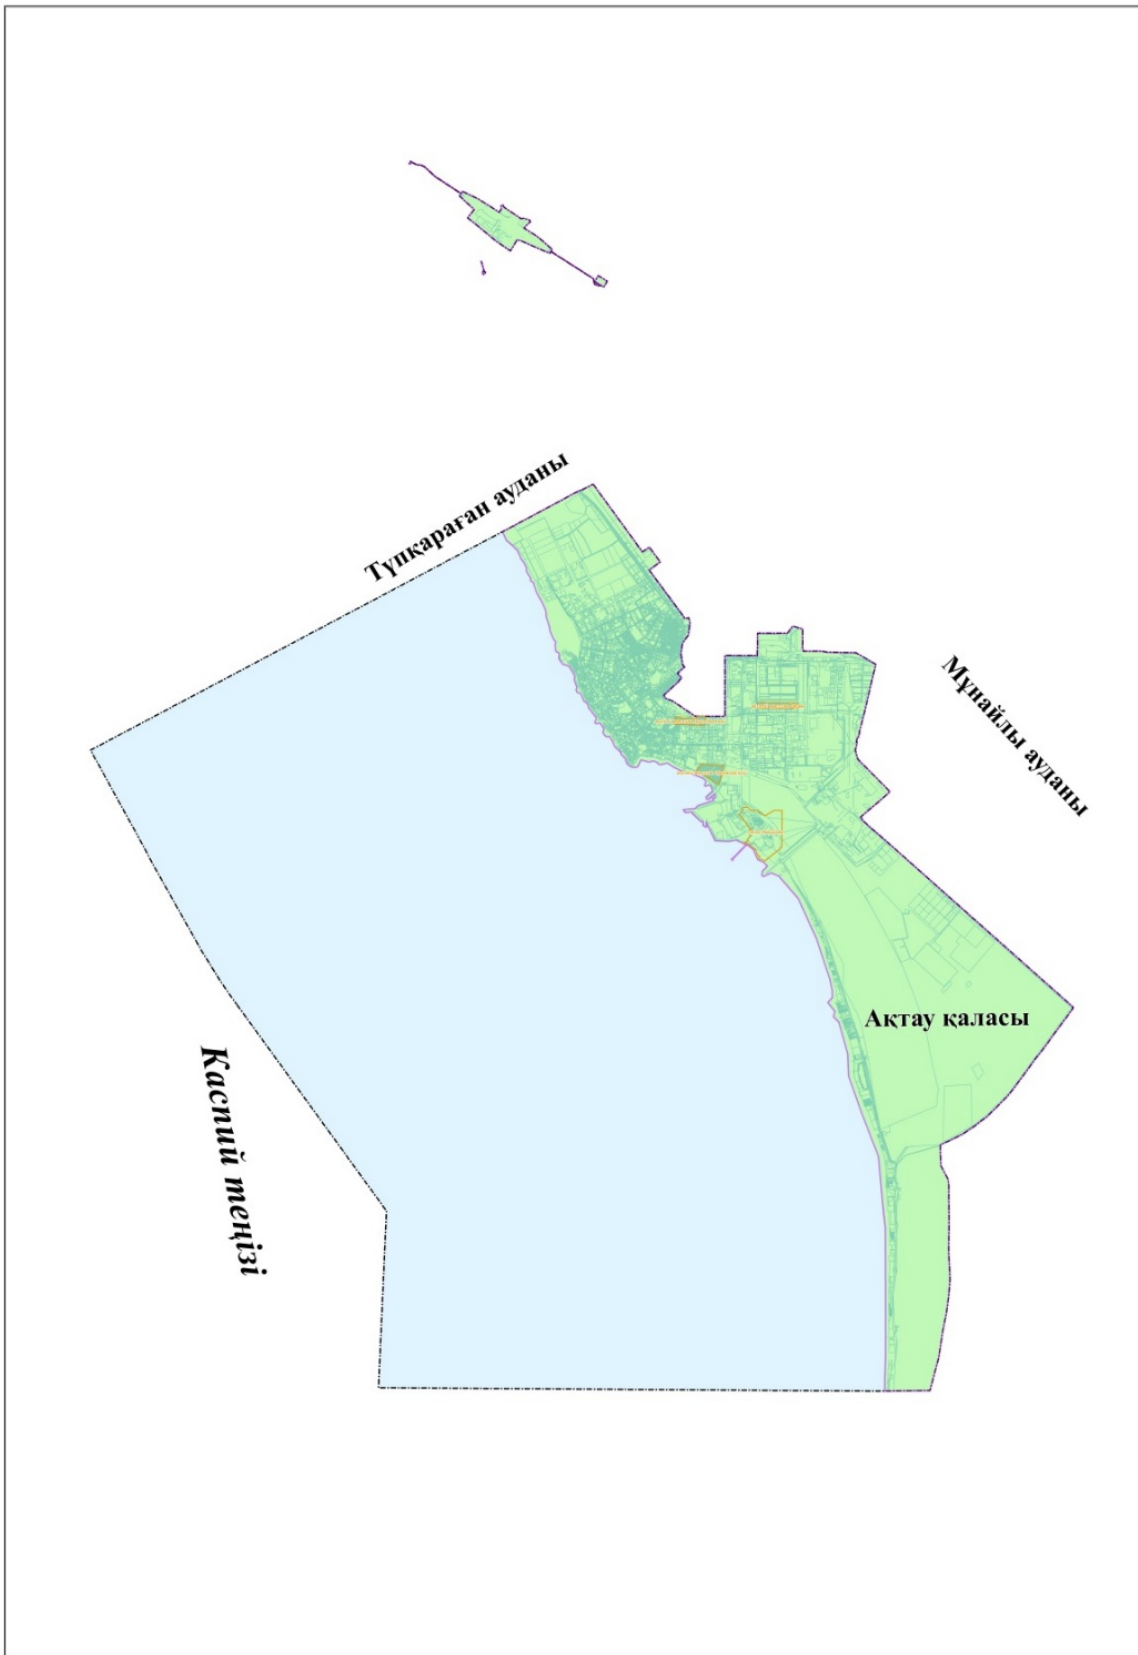 Түпқараған ауданы
Мұнайлы ауданы
Ақтау қаласы
Каспий теңізі